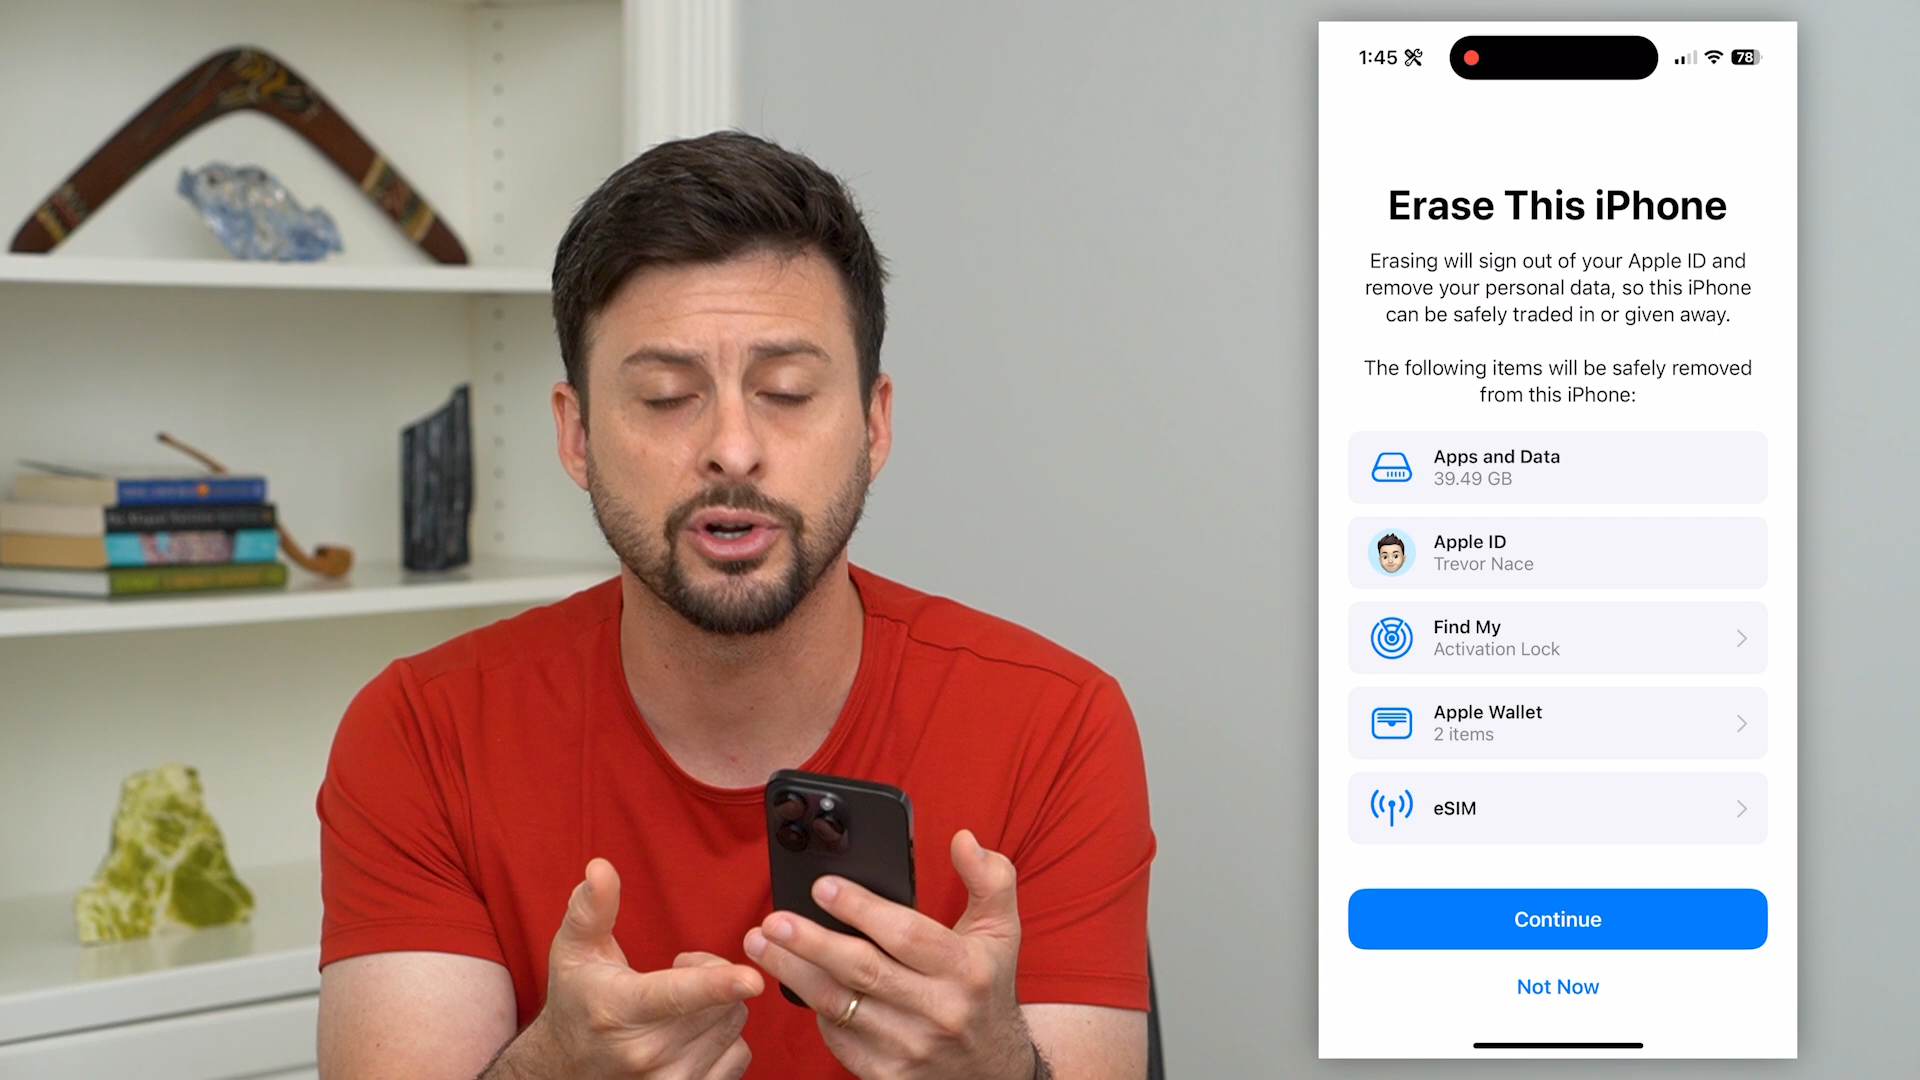 1:45
78
Erase This iPhone
Erasing will sign out of your Apple ID and
remove your personal data, so this iPhone
can be safely traded in or given away.
The following items will be safely removed
from this iPhone:
Apps and Data
39.49 GB
Apple ID
Trevor Nace
Find My
Activation Lock
Apple Wallet
2 items
eSIM
Continue
Not Now